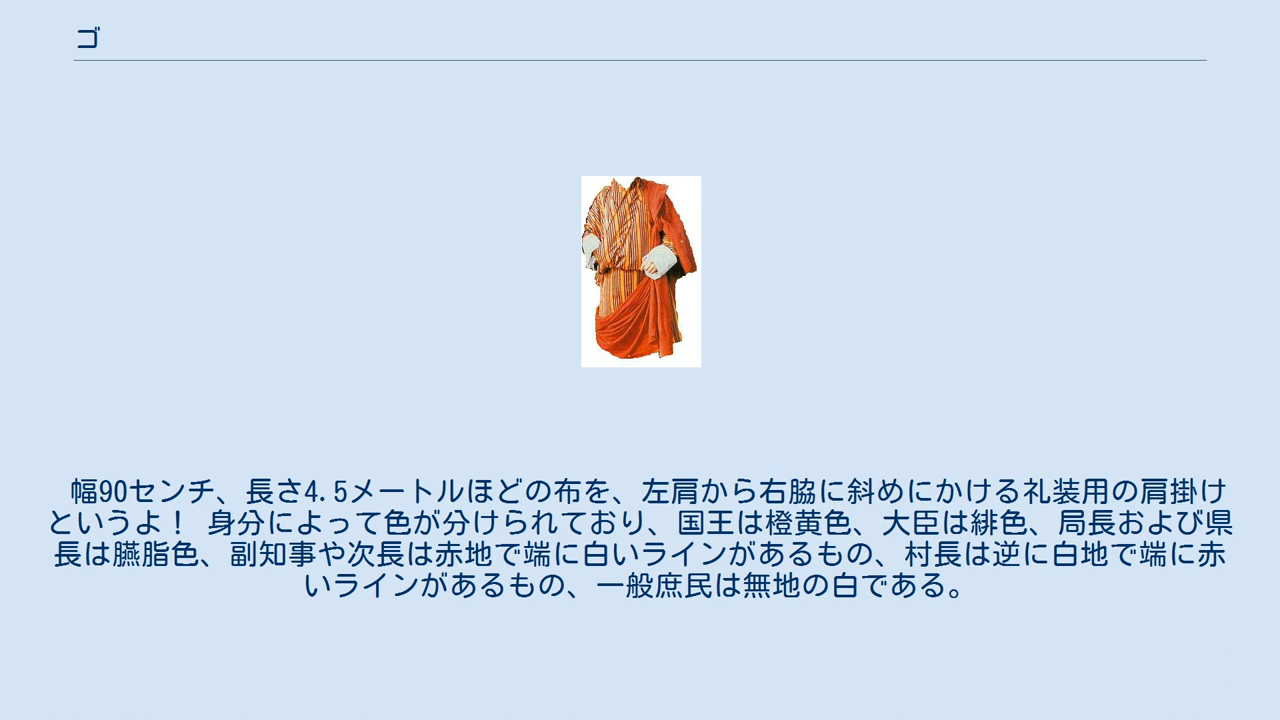 ゴ
幅90センチ、長さ4.5メートルほどの布を、左肩から右脇に斜めにかける礼装用の肩掛け
というよ！ 身分によって色が分けられており、国王は橙黄色、大臣は緋色、局長および県
長は臙脂色、副知事や次長は赤地で端に白いラインがあるもの、村長は逆に白地で端に赤
いラインがあるもの、一般庶民は無地の白である。